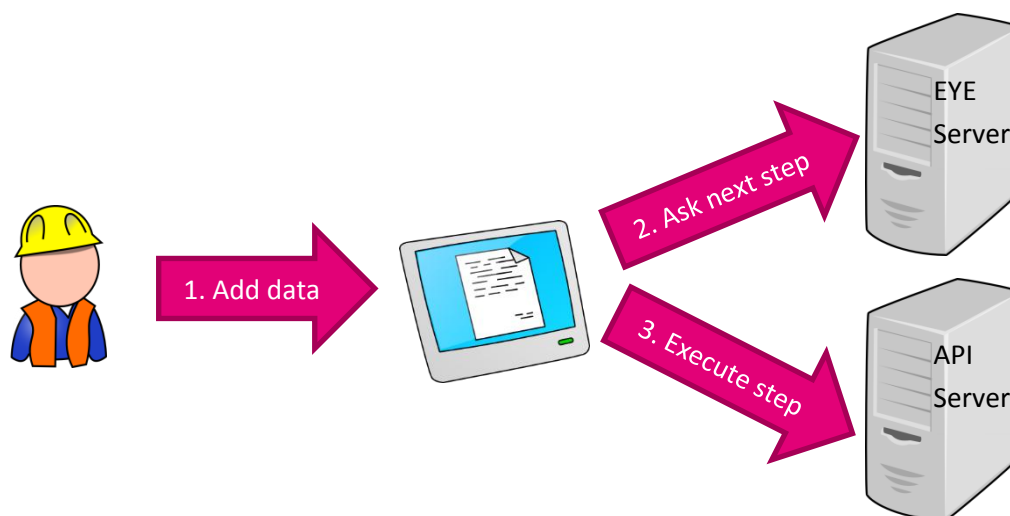 EYE
Server
2. Ask next step
1. Add data
3. Execute step
API
Server